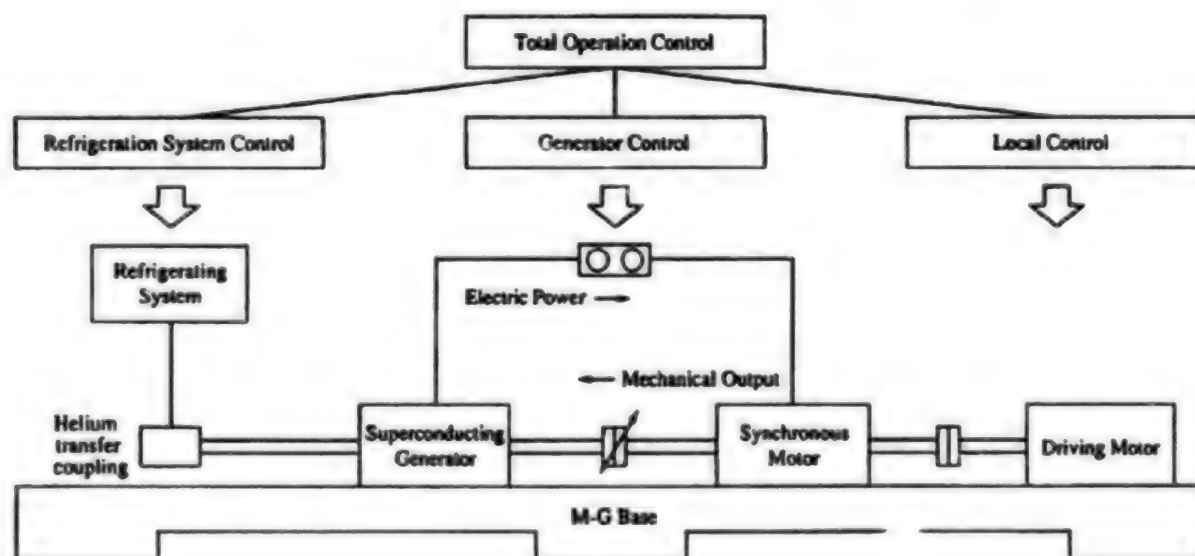 Total Operation Control
Refrigeration System Control
Generator Control
Local Control
Refrigerating
System
Electric Power
Mechanical Output
Helium
transfer
coupling
Superconducting
Generator
Synchronous
Motor
Driving Motor
M-G Base